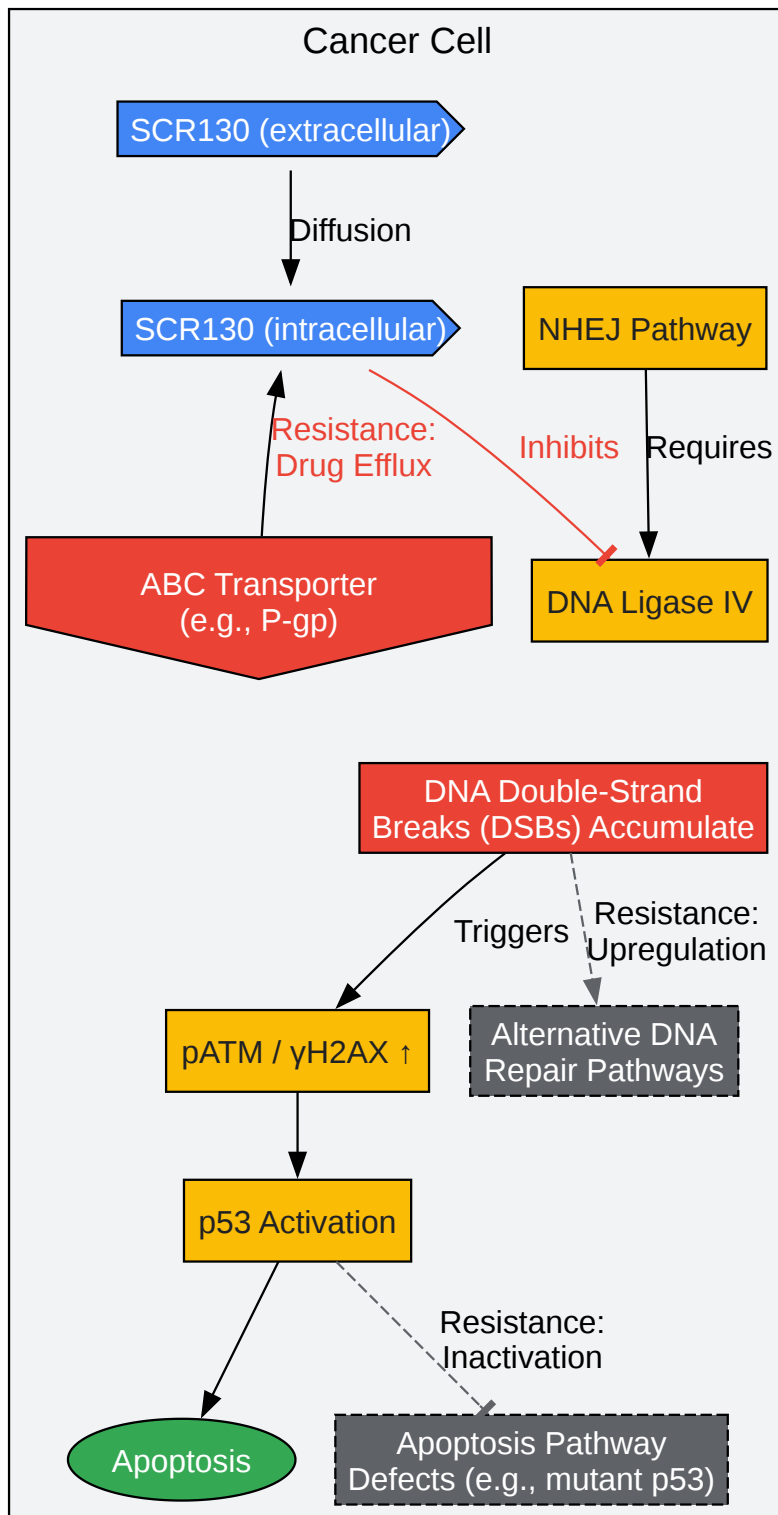 Cancer Cell
SCR130 (extracellular)
Diffusion
SCR130 (intracellular)
NHEJ Pathway
Resistance:
Drug Efflux
Inhibits
Requires
ABC Transporter
(e.g., P-gp)
DNA Ligase IV
DNA Double-Strand
Breaks (DSBs) Accumulate
Triggers
Resistance:
Upregulation
pATM / γH2AX ↑
Alternative DNA
Repair Pathways
p53 Activation
Resistance:
Inactivation
Apoptosis
Apoptosis Pathway
Defects (e.g., mutant p53)